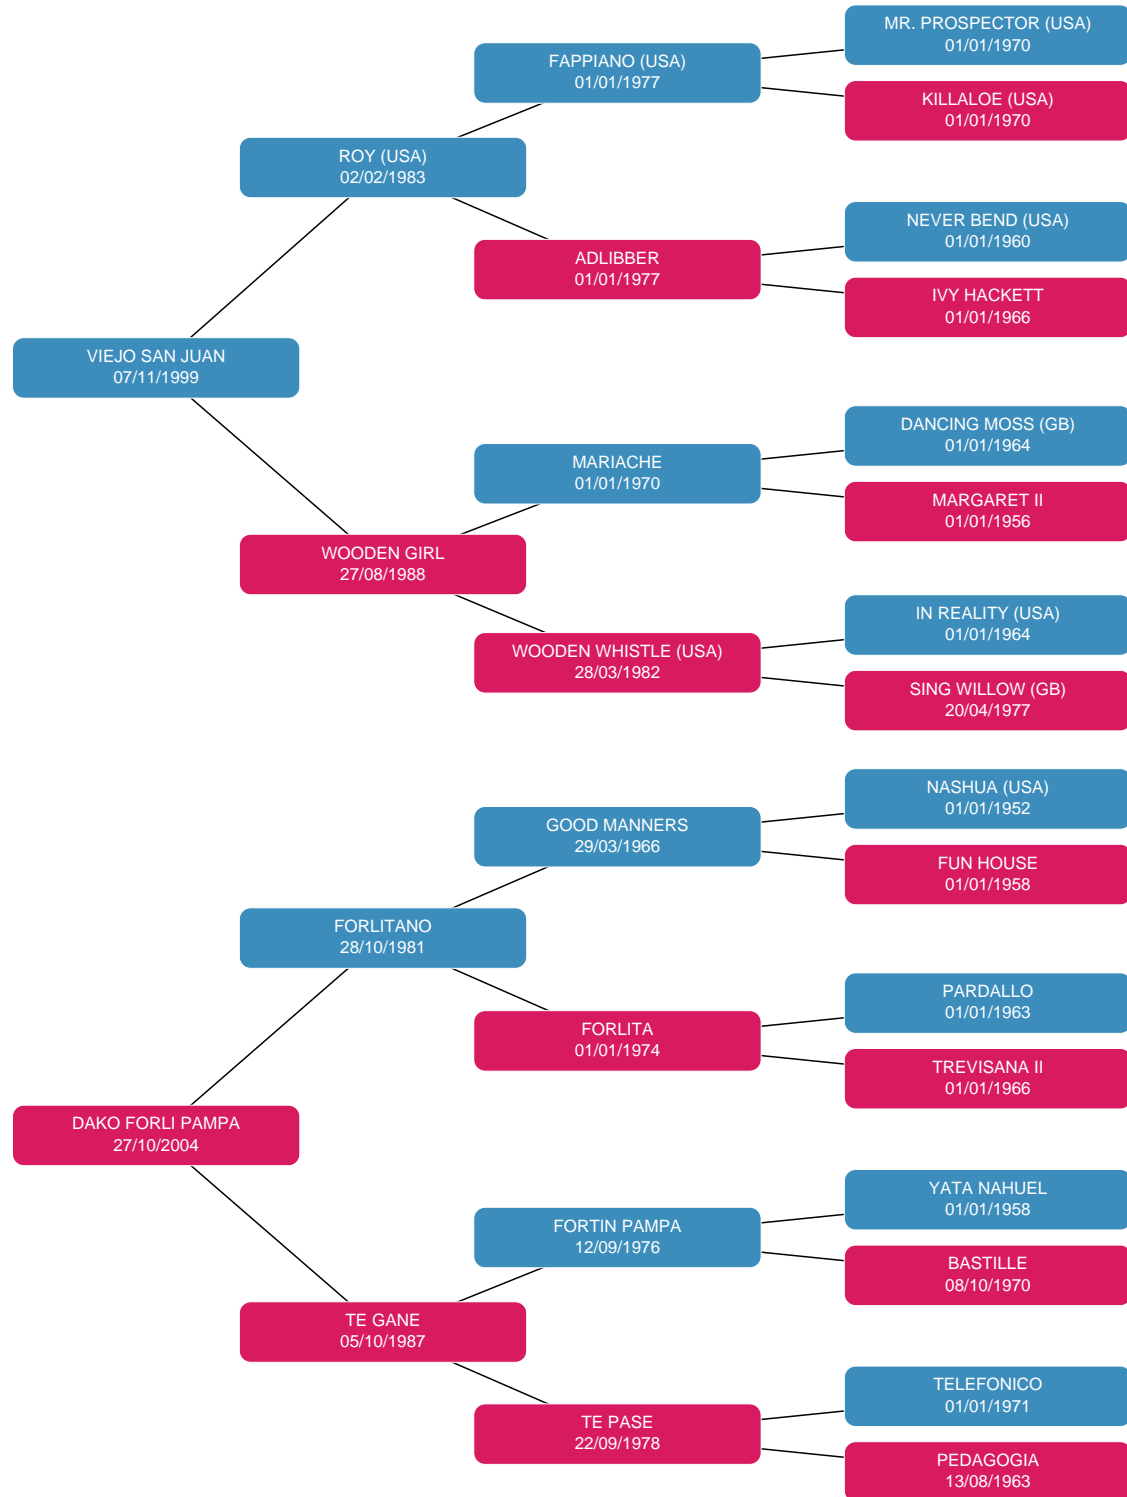 MR. PROSPECTOR (USA)
01/01/1970
FAPPIANO (USA)
01/01/1977
KILLALOE (USA)
01/01/1970
ROY (USA)
02/02/1983
NEVER BEND (USA)
01/01/1960
ADLIBBER
01/01/1977
IVY HACKETT
01/01/1966
VIEJO SAN JUAN
07/11/1999
DANCING MOSS (GB)
01/01/1964
MARIACHE
01/01/1970
MARGARET II
01/01/1956
WOODEN GIRL
27/08/1988
IN REALITY (USA)
01/01/1964
WOODEN WHISTLE (USA)
28/03/1982
SING WILLOW (GB)
20/04/1977
NASHUA (USA)
01/01/1952
GOOD MANNERS
29/03/1966
FUN HOUSE
01/01/1958
FORLITANO
28/10/1981
PARDALLO
01/01/1963
FORLITA
01/01/1974
TREVISANA II
01/01/1966
DAKO FORLI PAMPA
27/10/2004
YATA NAHUEL
01/01/1958
FORTIN PAMPA
12/09/1976
BASTILLE
08/10/1970
TE GANE
05/10/1987
TELEFONICO
01/01/1971
TE PASE
22/09/1978
PEDAGOGIA
13/08/1963